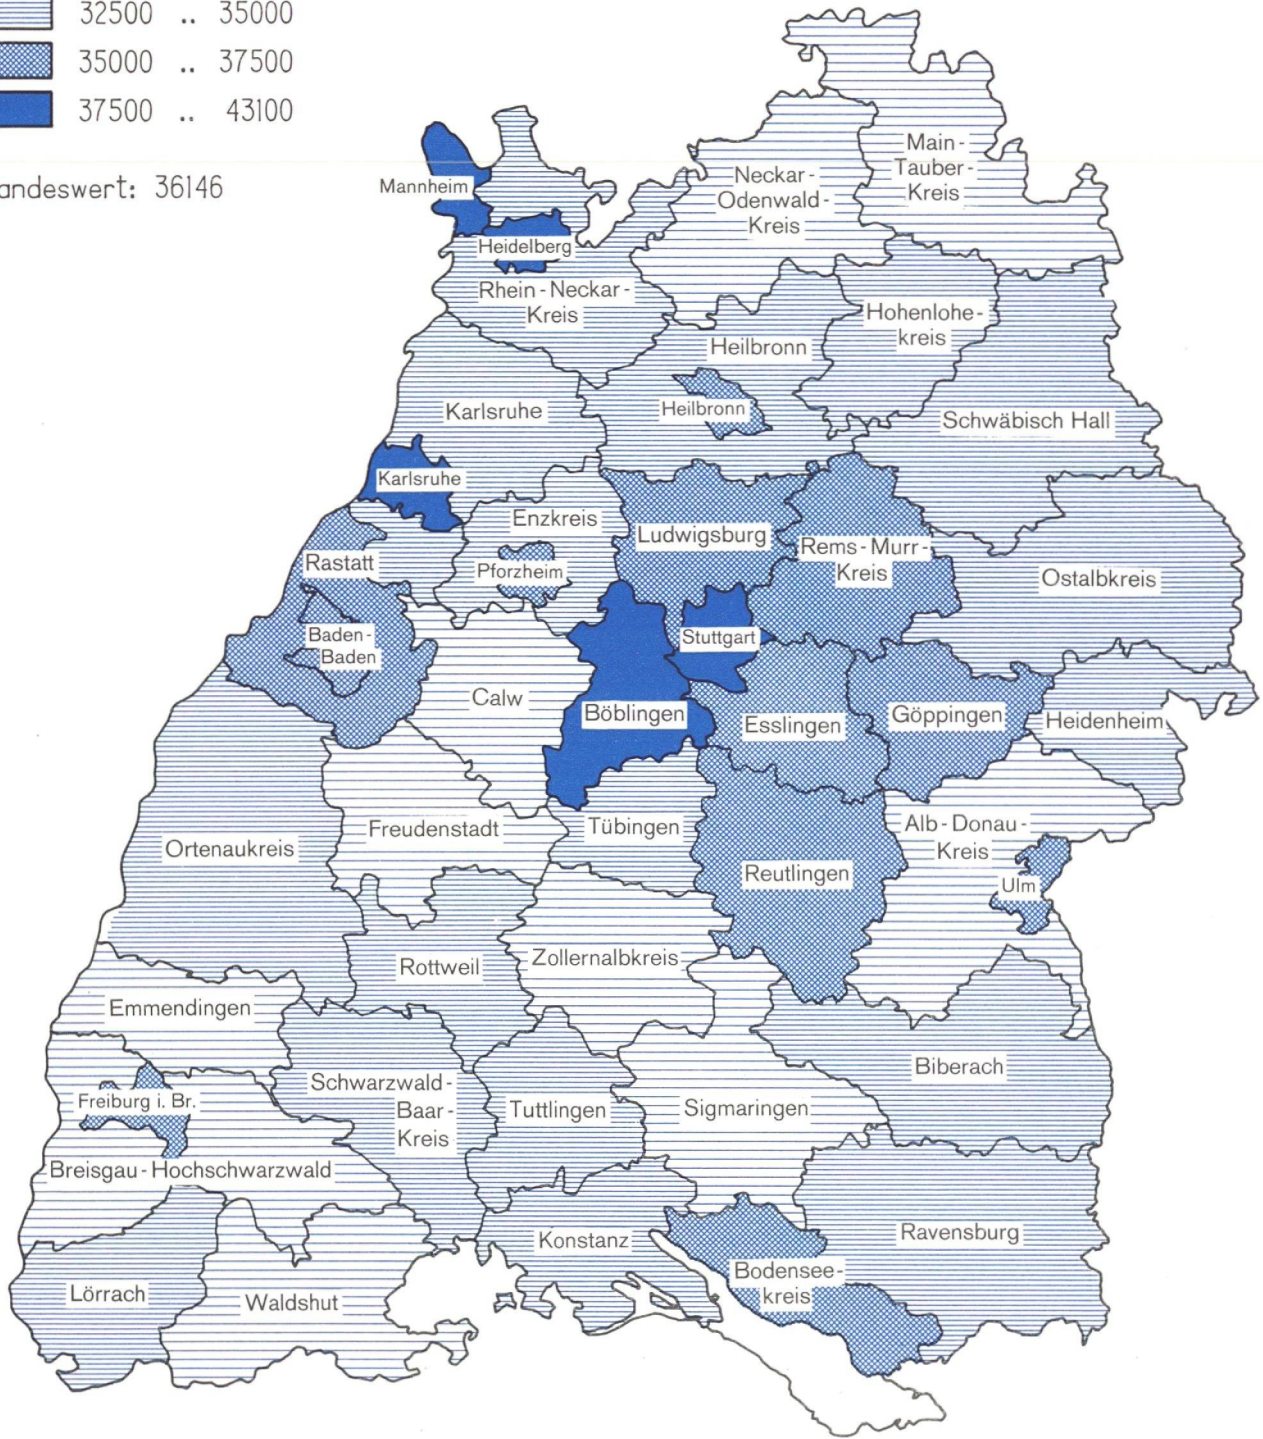 32500 .. 35000
35000 .. 37500
37500 .. 43100
andeswert: 36146
Main-
Tauber-
Kreis
Neckar-
Odenwald-
Kreis
Mannheim
Heidelberg
Rhein-Neckar-
Kreis
Hohenlohe-
kreis
Heilbronn
Karlsruhe
Heilbronn
Schwäbisch Hall
Karlsruhe
Enzkreis
Ludwigsburg
Rems-Murr-
Kreis
Rastatt
Pforzheim
Ostalbkreis
Baden-
Baden
Stuttgart
Calw
Böblingen
Esslingen
Göppingen
Heidenheim
Freudenstadt
Tübingen
Alb-Donau-
Kreis
Ortenaukreis
Reutlingen
Ulm
Rottweil
Zollernalbkreis
Emmendingen
Biberach
Schwarzwald-
Baar-
Kreis
Freiburg i. Br.
Tuttlingen
Sigmaringen
Breisgau-Hochschwarzwald
Konstanz
Ravensburg
Bodensee-
kreis
Lörrach
Waldshut